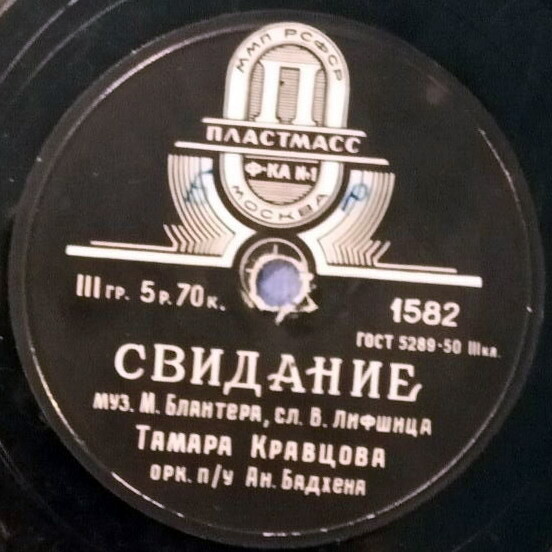 ММП РСФСР
П
ПЛАСТМАСС
Ф-КА №1
МОСКВА
III гр. 5 р. 70 к.
1582
ГОСТ 5289-50 III кл.
СВИДАНИЕ
муз. М. Блантера, сл. В. Лифшица
Тамара Кравцова
орк. п/у Ан. Бадхена